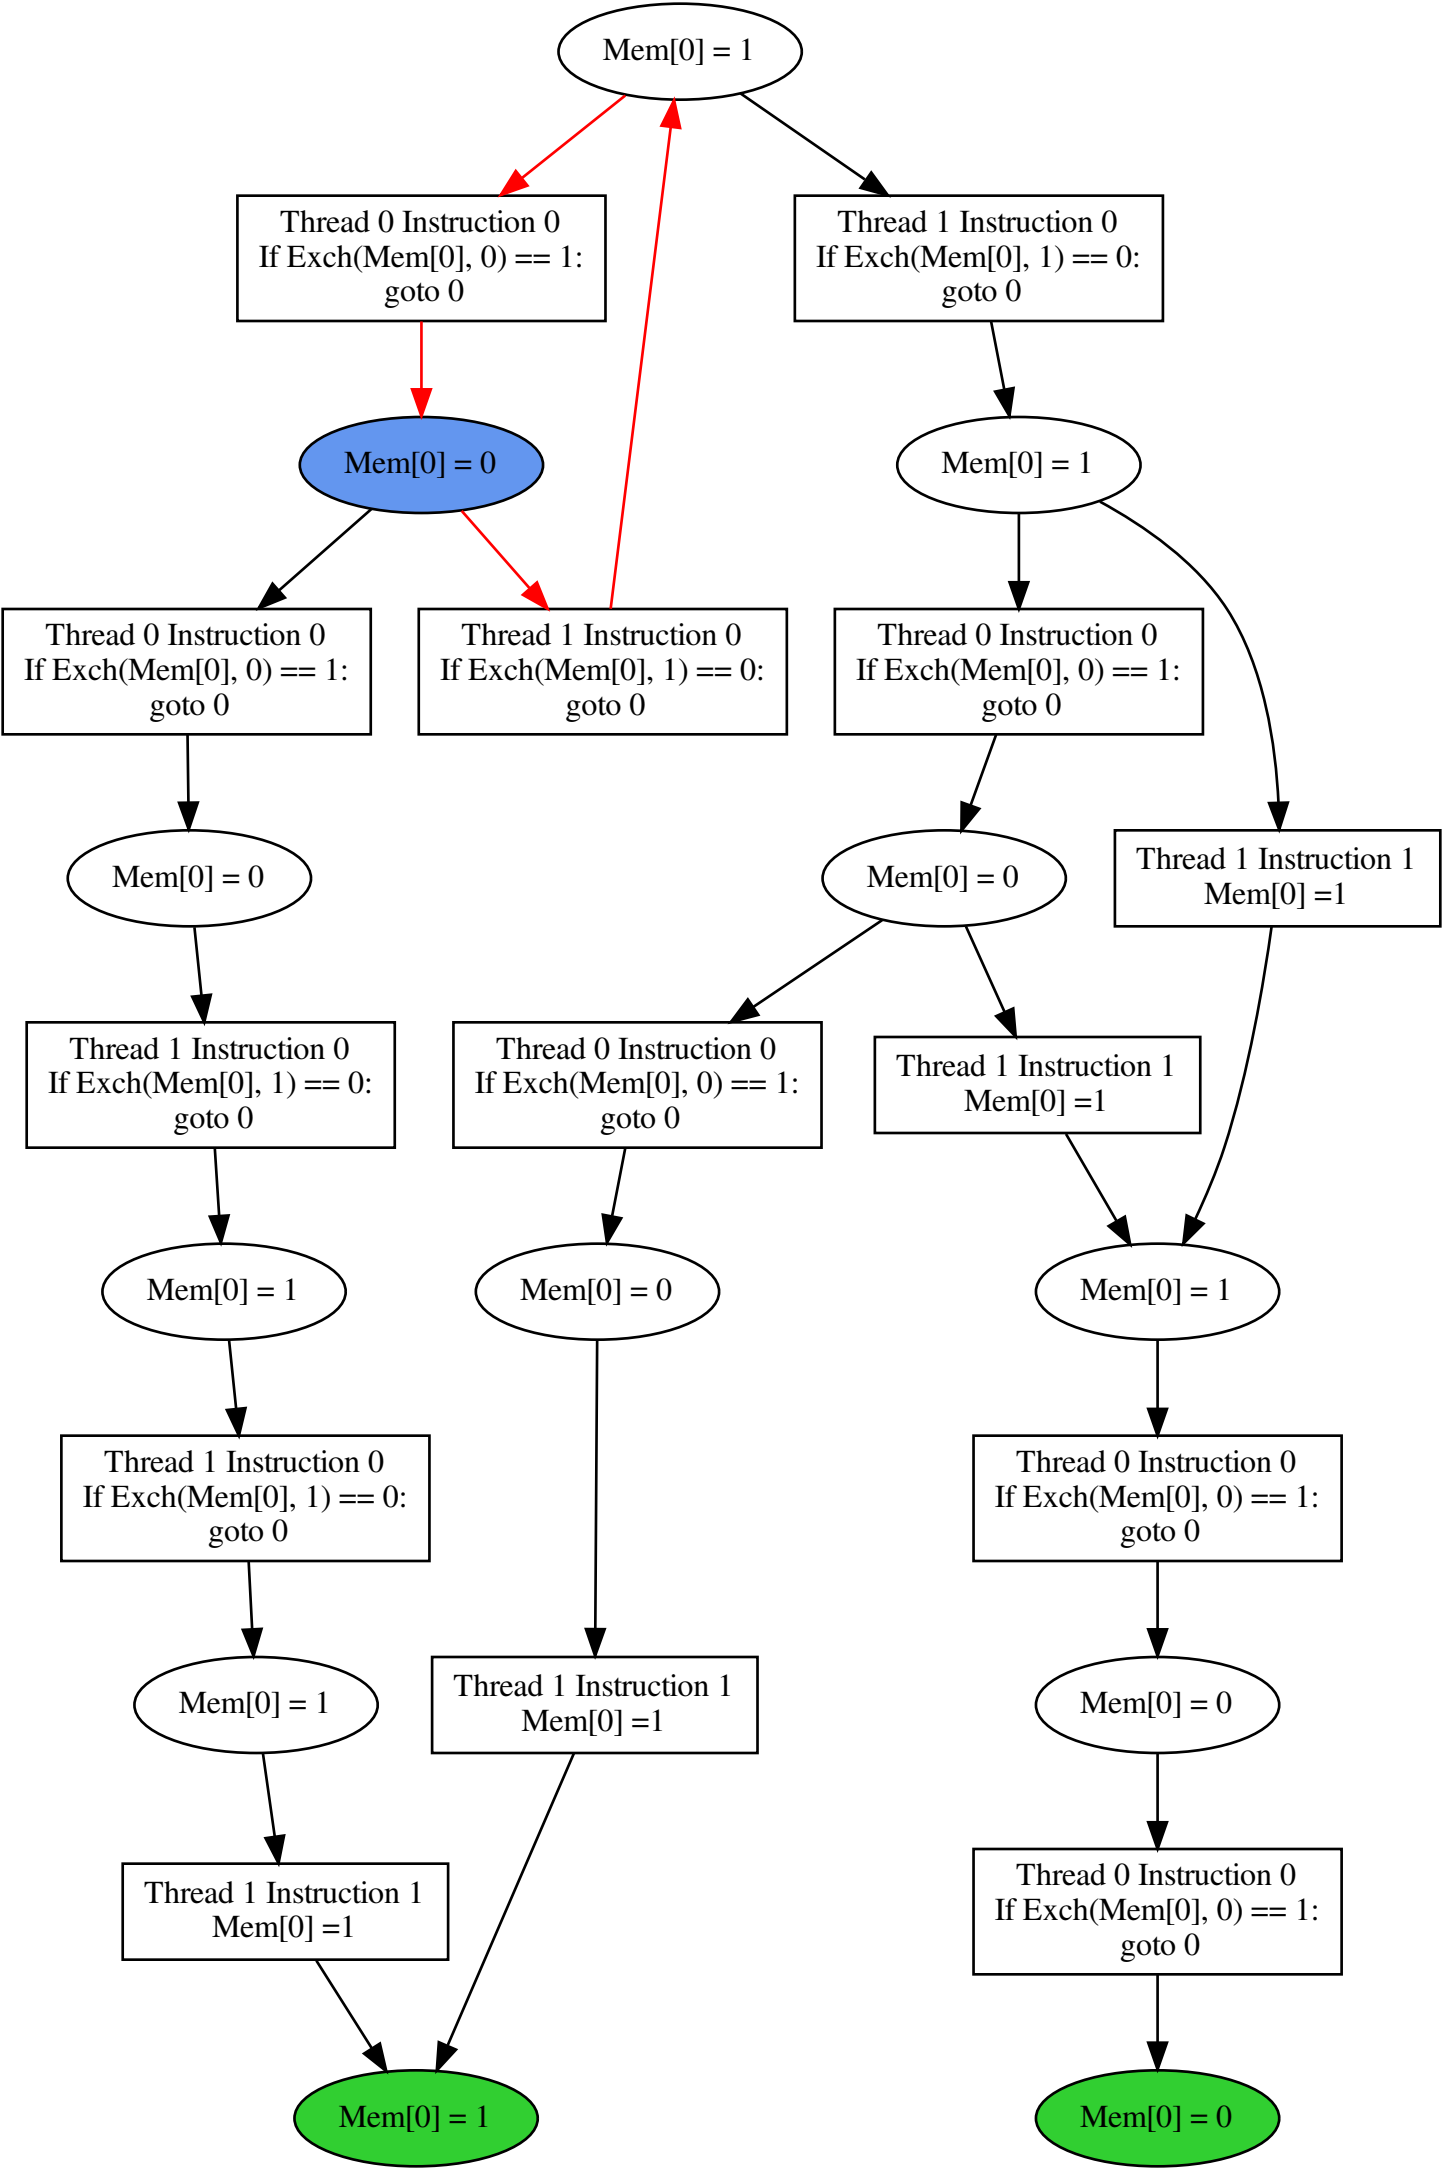 Mem[0] = 1
Thread 0 Instruction 0
If Exch(Mem[0], 0) == 1:
goto 0
Thread 1 Instruction 0
If Exch(Mem[0], 1) == 0:
goto 0
Mem[0] = 0
Mem[0] = 1
Thread 0 Instruction 0
If Exch(Mem[0], 0) == 1:
goto 0
Thread 1 Instruction 0
If Exch(Mem[0], 1) == 0:
goto 0
Thread 0 Instruction 0
If Exch(Mem[0], 0) == 1:
goto 0
Mem[0] = 0
Mem[0] = 0
Thread 1 Instruction 1
Mem[0] =1
Thread 1 Instruction 0
If Exch(Mem[0], 1) == 0:
goto 0
Thread 0 Instruction 0
If Exch(Mem[0], 0) == 1:
goto 0
Thread 1 Instruction 1
Mem[0] =1
Mem[0] = 1
Mem[0] = 0
Mem[0] = 1
Thread 1 Instruction 0
If Exch(Mem[0], 1) == 0:
goto 0
Thread 0 Instruction 0
If Exch(Mem[0], 0) == 1:
goto 0
Mem[0] = 1
Thread 1 Instruction 1
Mem[0] =1
Mem[0] = 0
Thread 1 Instruction 1
Mem[0] =1
Thread 0 Instruction 0
If Exch(Mem[0], 0) == 1:
goto 0
Mem[0] = 1
Mem[0] = 0